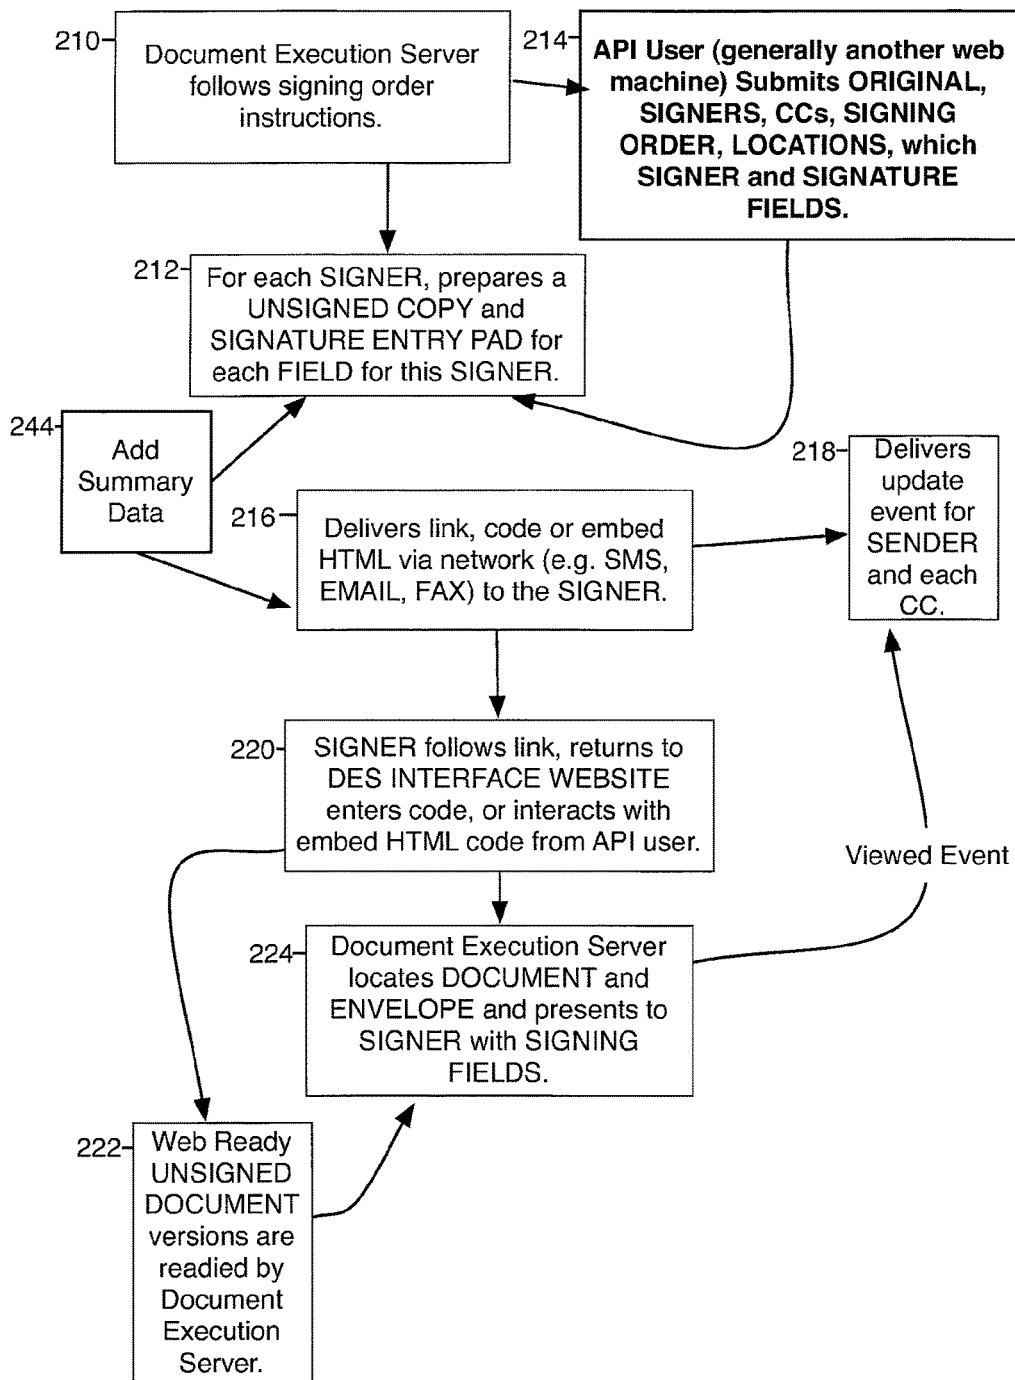 210
Document Execution Server
follows signing order
instructions.
214
API User (generally another web
machine) Submits ORIGINAL,
SIGNERS, CCs, SIGNING
ORDER, LOCATIONS, which
SIGNER and SIGNATURE
FIELDS.
212
For each SIGNER, prepares a
UNSIGNED COPY and
SIGNATURE ENTRY PAD for
each FIELD for this SIGNER.
244
Add
Summary
Data
216
Delivers link, code or embed
HTML via network (e.g. SMS,
EMAIL, FAX) to the SIGNER.
218
Delivers
update
event for
SENDER
and each
CC.
220
SIGNER follows link, returns to
DES INTERFACE WEBSITE
enters code, or interacts with
embed HTML code from API user.
Viewed Event
224
Document Execution Server
locates DOCUMENT and
ENVELOPE and presents to
SIGNER with SIGNING
FIELDS.
222
Web Ready
UNSIGNED
DOCUMENT
versions are
readied by
Document
Execution
Server.